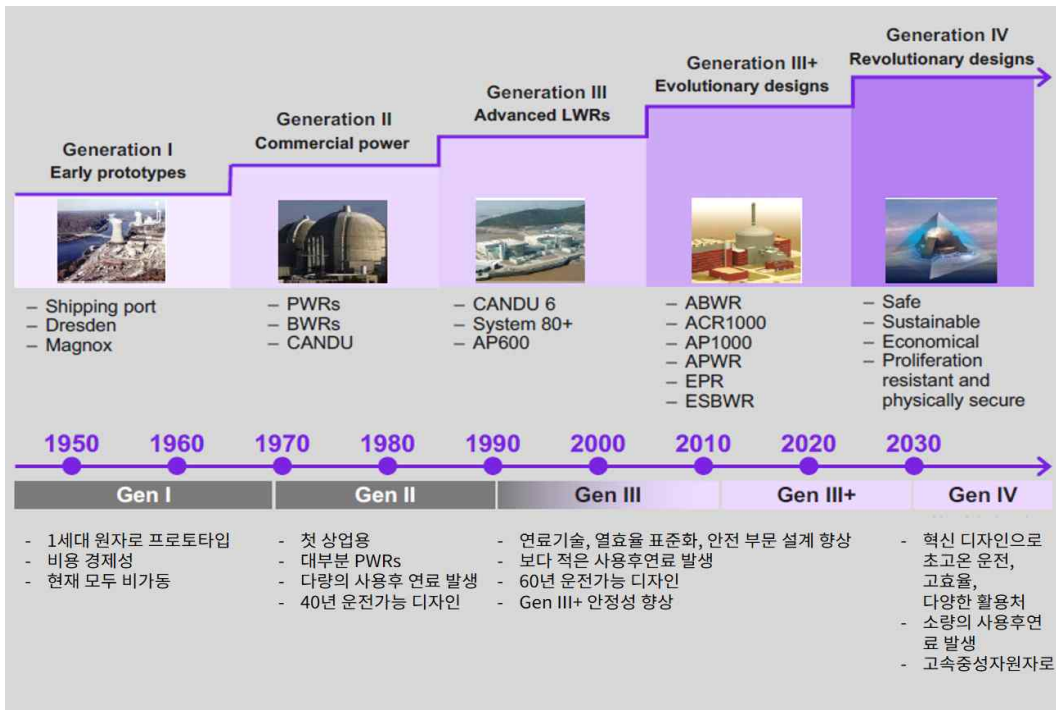 Generation I
Early prototypes
Generation II
Commercial power
Generation III
Advanced LWRs
Generation III+
Evolutionary designs
Generation IV
Revolutionary designs
– Shipping port
– Dresden
– Magnox
– PWRs
– BWRs
– CANDU
– CANDU 6
– System 80+
– AP600
– ABWR
– ACR1000
– AP1000
– APWR
– EPR
– ESBWR
– Safe
– Sustainable
– Economical
– Proliferation
resistant and
physically secure
1950 1960 1970 1980 1990 2000 2010 2020 2030
Gen I Gen II Gen III Gen III+ Gen IV
- 1세대 원자로 프로토타입
- 비용 경제성
- 현재 모두 비가동
- 첫 상업용
- 대부분 PWRs
- 다량의 사용후 연료 발생
- 40년 운전가능 디자인
- 연료기술, 열효율 표준화, 안전 부문 설계 향상
- 보다 적은 사용후연료 발생
- 60년 운전가능 디자인
- Gen III+ 안정성 향상
- 혁신 디자인으로
초고온 운전,
고효율,
다양한 활용처
- 소량의 사용후연
료 발생
- 고속중성자원자로